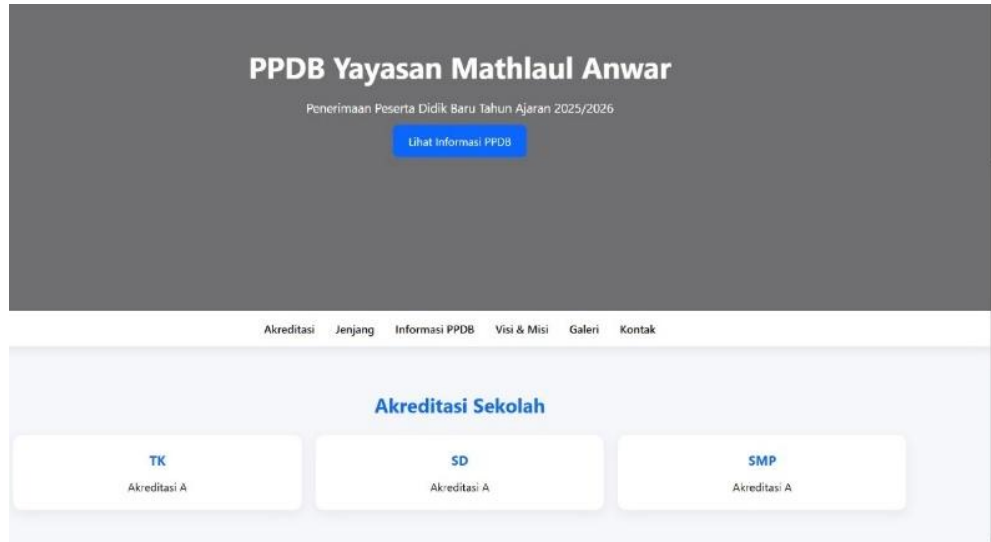 PPDB Yayasan Mathlaul Anwar
Penerimaan Peserta Didik Baru Tahun Ajaran 2025/2026
Lihat Informasi PPDB
Akreditasi Jenjang Informasi PPDB Visi & Misi Galeri Kontak
Akreditasi Sekolah
TK SD SMP
Akreditasi A Akreditasi A Akreditasi A